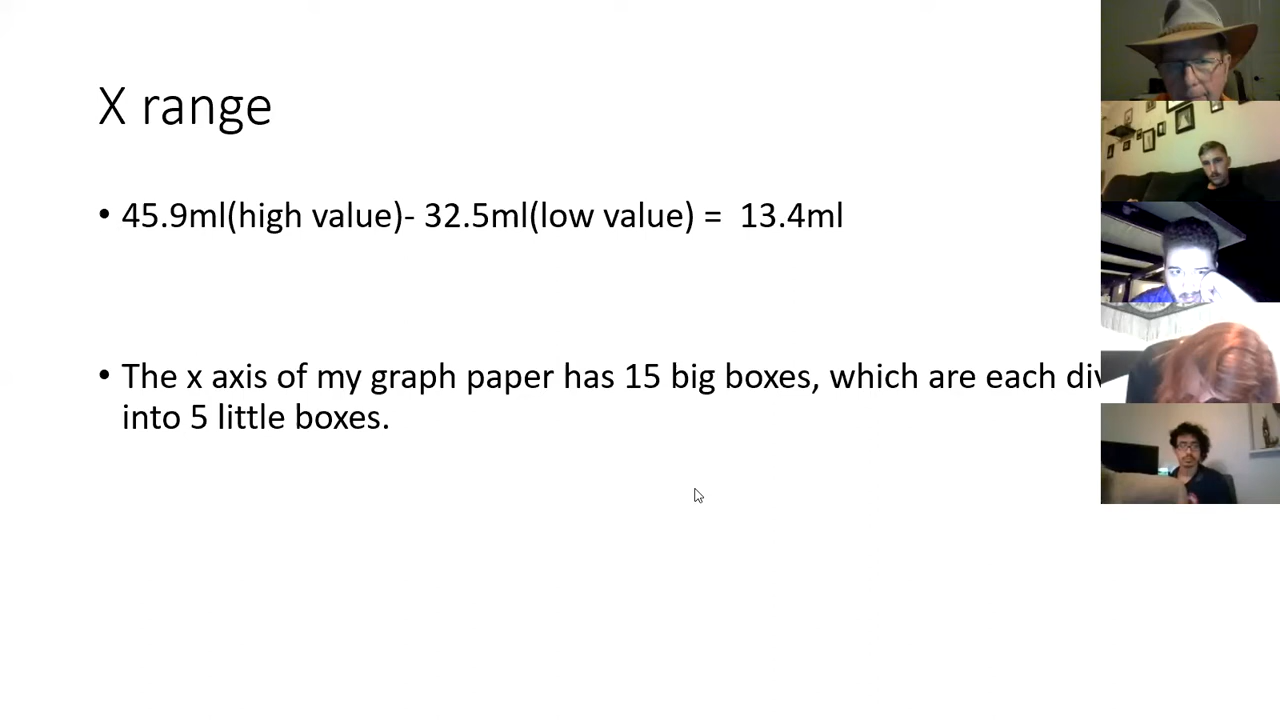 X range
• 45.9ml(high value)- 32.5ml(low value) =  13.4ml
• The x axis of my graph paper has 15 big boxes, which are each
into 5 little boxes.